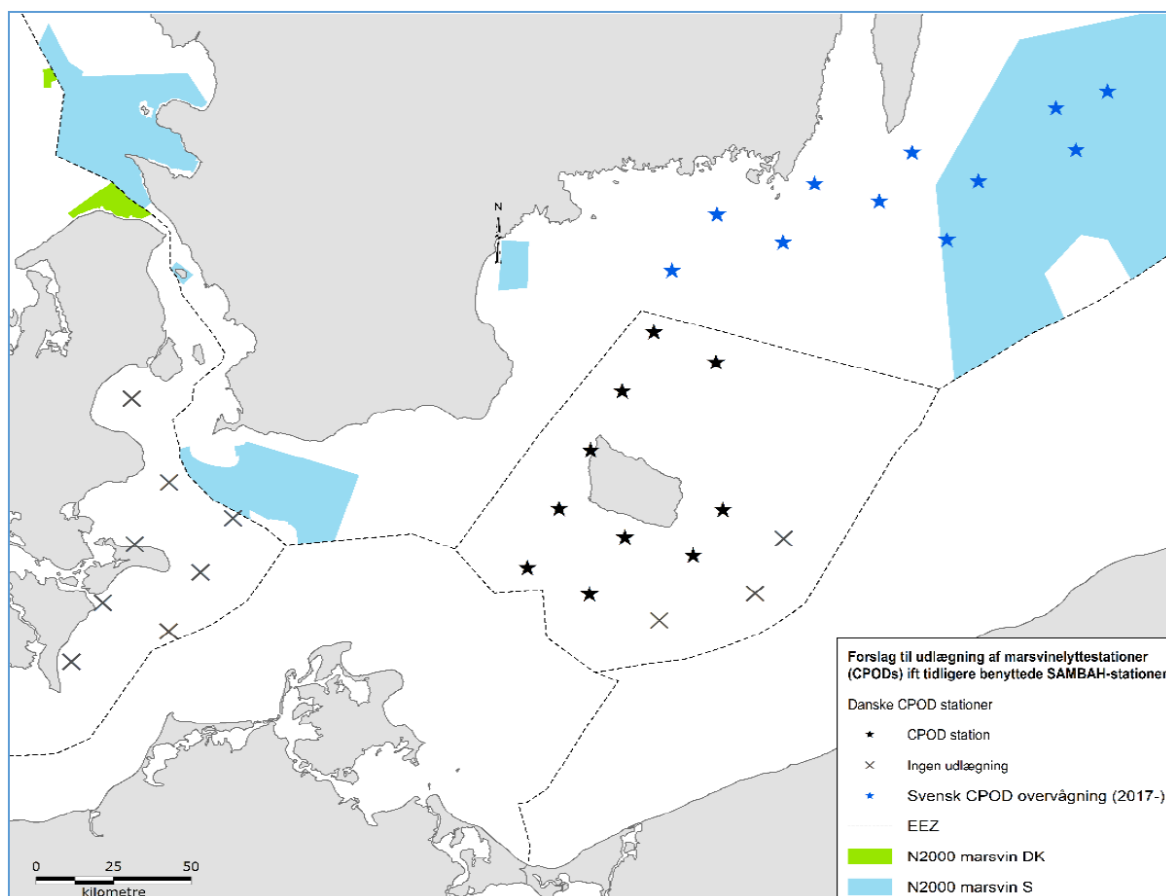 N
Forslag til udlægning af marsvinelyttestationer
(CPODs) ift tidligere benyttede SAMBAH-stationer
Danske CPOD stationer
CPOD station
Ingen udlægning
Svensk CPOD overvågning (2017-)
EEZ
N2000 marsvin DK
N2000 marsvin S
0 25 50
kilometre